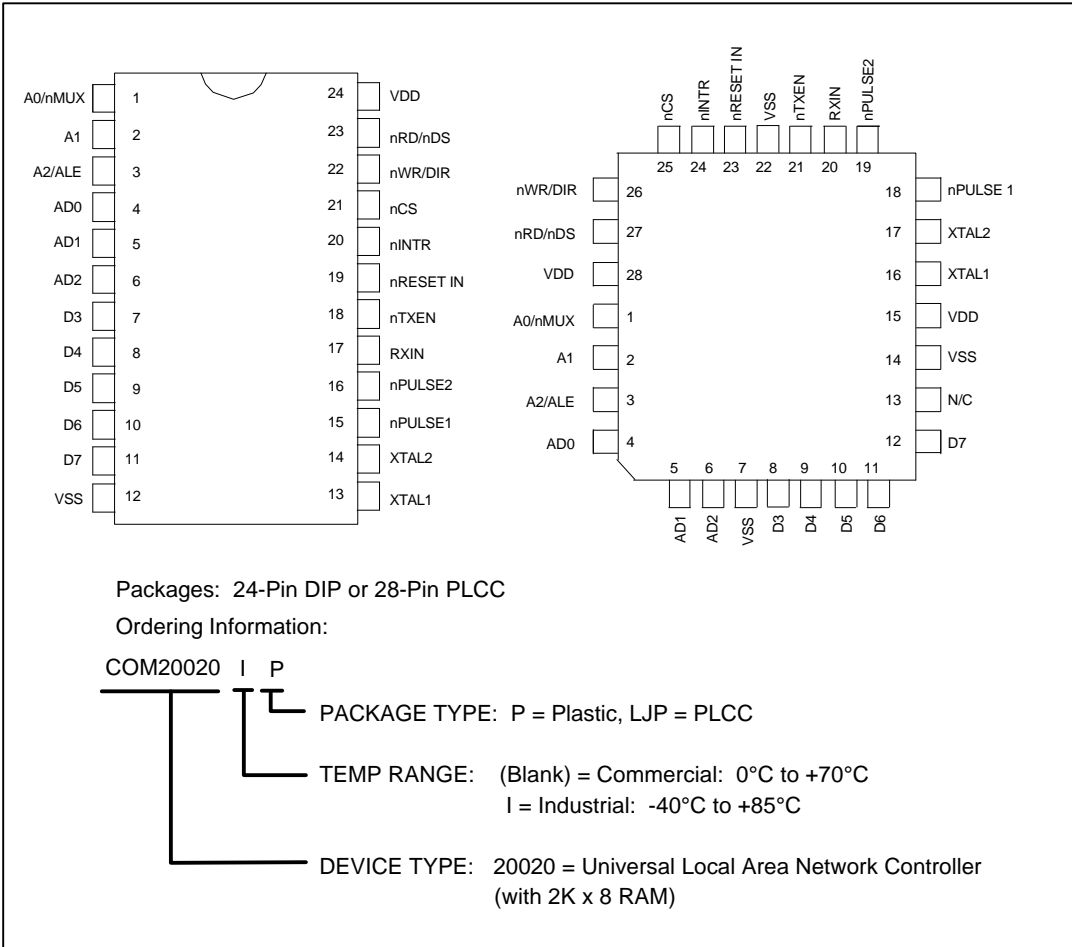 A0/nMUX 1 24 VDD
A1 2 23 nRD/nDS
A2/ALE 3 22 nWR/DIR
AD0 4 21 nCS
AD1 5 20 nINTR
AD2 6 19 nRESET IN
D3 7 18 nTXEN
D4 8 17 RXIN
D5 9 16 nPULSE2
D6 10 15 nPULSE1
D7 11 14 XTAL2
VSS 12 13 XTAL1
nCS nINTR nRESET IN VSS nTXEN RXIN nPULSE2
25 24 23 22 21 20 19
nWR/DIR 26 18 nPULSE 1
nRD/nDS 27 17 XTAL2
VDD 28 16 XTAL1
A0/nMUX 1 15 VDD
A1 2 14 VSS
A2/ALE 3 13 N/C
AD0 4 12 D7
5 6 7 8 9 10 11
AD1 AD2 VSS D3 D4 D5 D6
Packages: 24-Pin DIP or 28-Pin PLCC
Ordering Information:
COM20020 I P
PACKAGE TYPE: P = Plastic, LJP = PLCC
TEMP RANGE: (Blank) = Commercial: 0°C to +70°C
I = Industrial: -40°C to +85°C
DEVICE TYPE: 20020 = Universal Local Area Network Controller
(with 2K x 8 RAM)